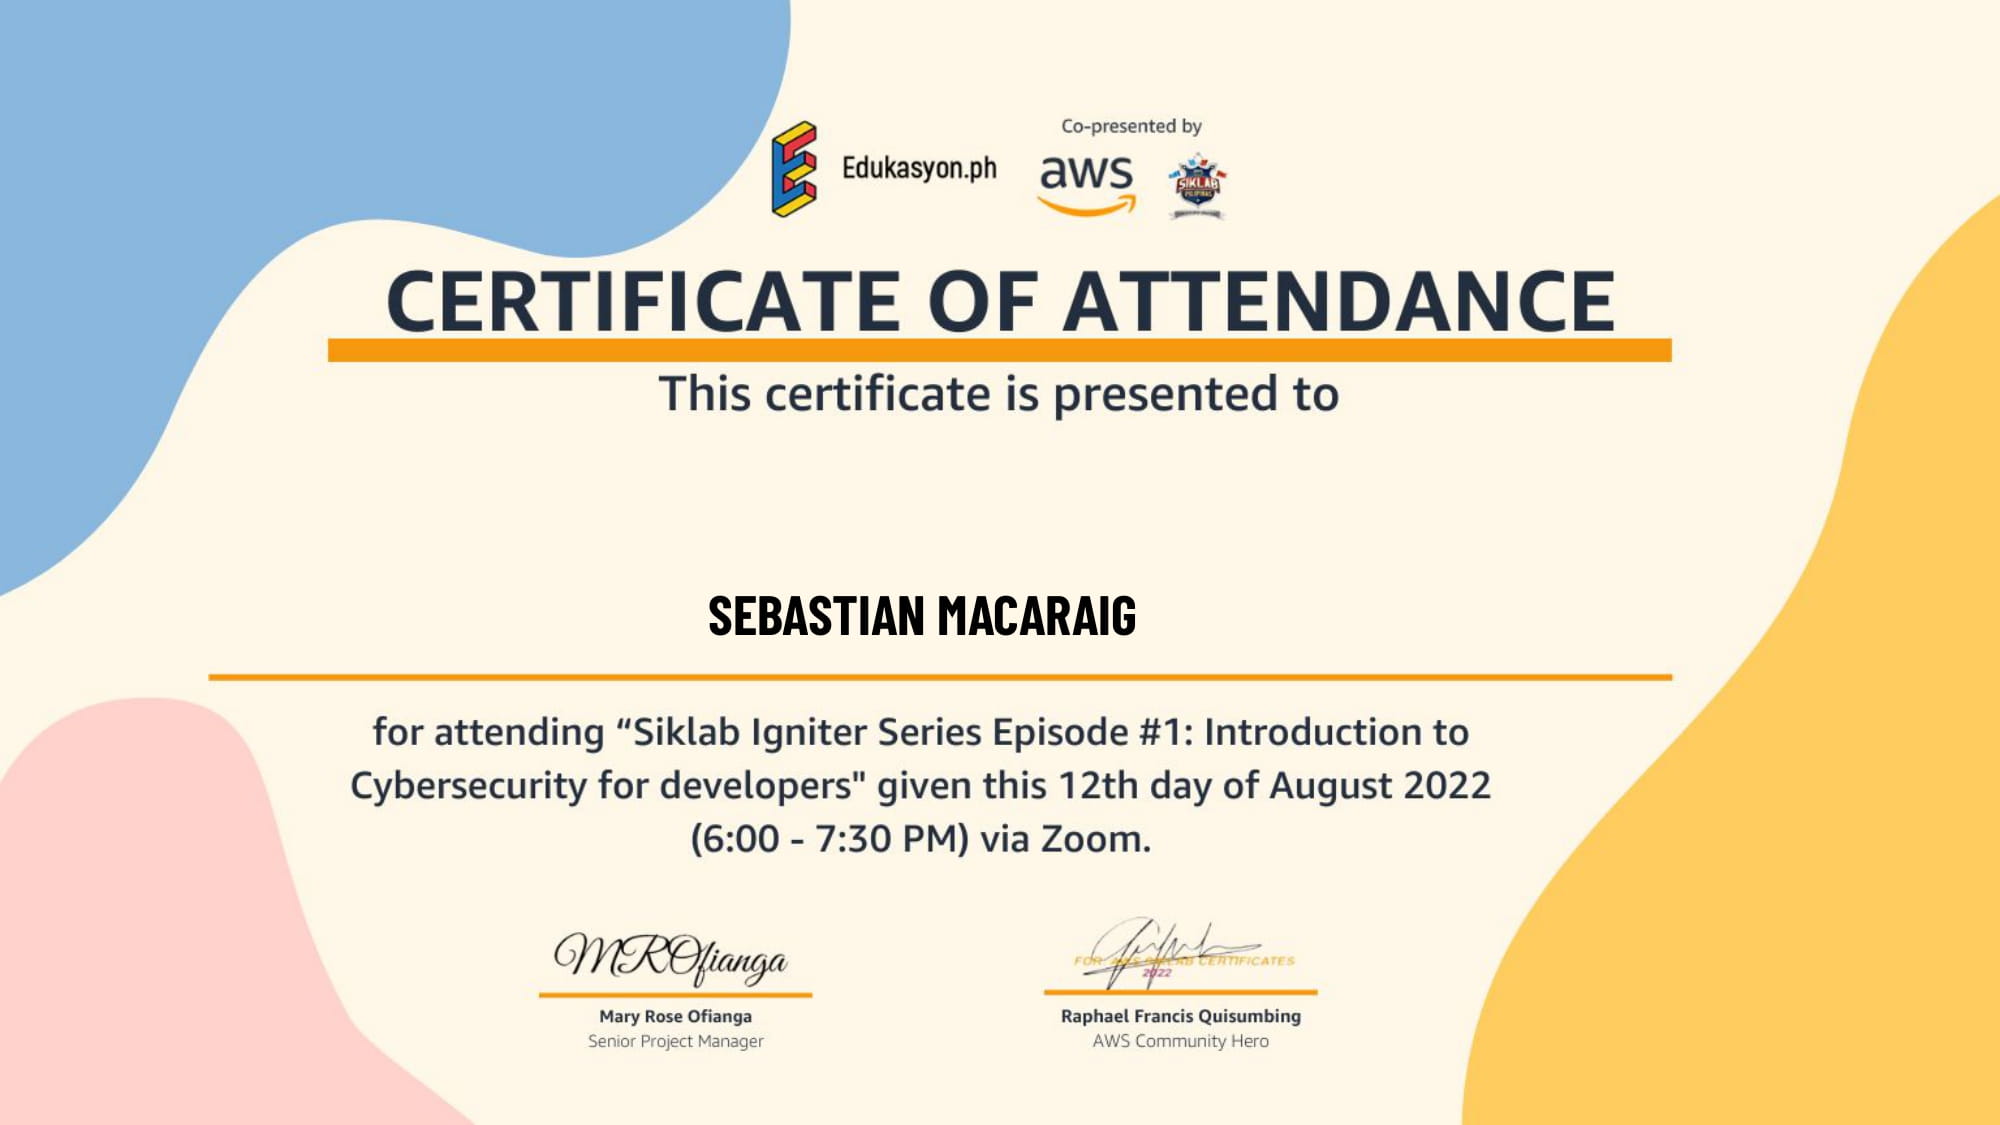 Co-presented by
Edukasyon.ph
aws
SIKLAB
PILIPINAS
CERTIFICATE OF ATTENDANCE
This certificate is presented to
SEBASTIAN MACARAIG
for attending “Siklab Igniter Series Episode #1: Introduction to
Cybersecurity for developers" given this 12th day of August 2022
(6:00 - 7:30 PM) via Zoom.
MROfianga
FOR AWS SIKLAB CERTIFICATES
2022
Mary Rose Ofianga
Raphael Francis Quisumbing
Senior Project Manager
AWS Community Hero